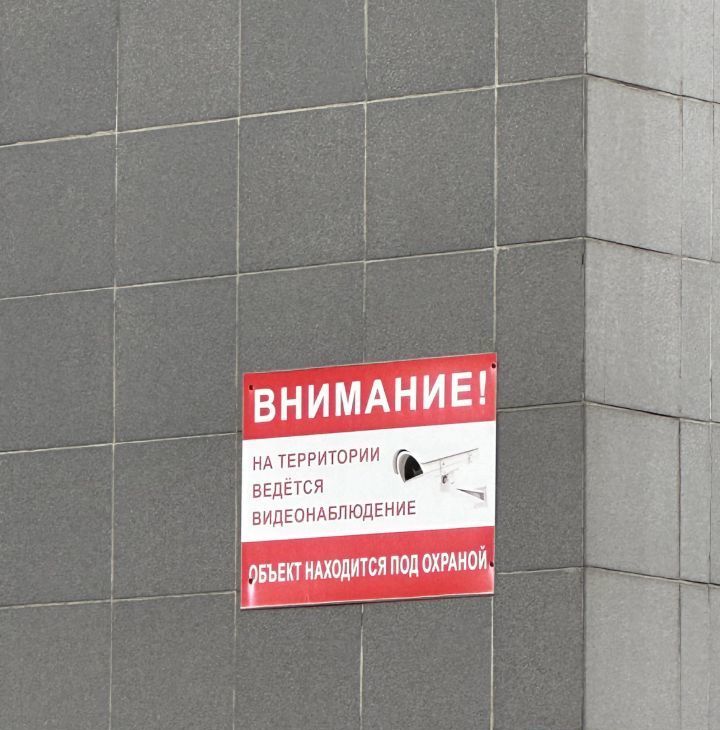 ВНИМАНИЕ!
НА ТЕРРИТОРИИ
ВЕДЁТСЯ
ВИДЕОНАБЛЮДЕНИЕ
ОБЪЕКТ НАХОДИТСЯ ПОД ОХРАНОЙ